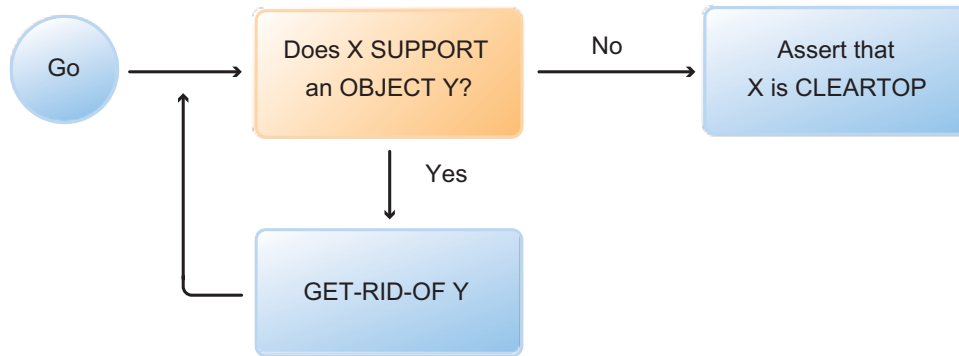 Go
Does X SUPPORT
an OBJECT Y?
No
Assert that
X is CLEARTOP
Yes
GET-RID-OF Y